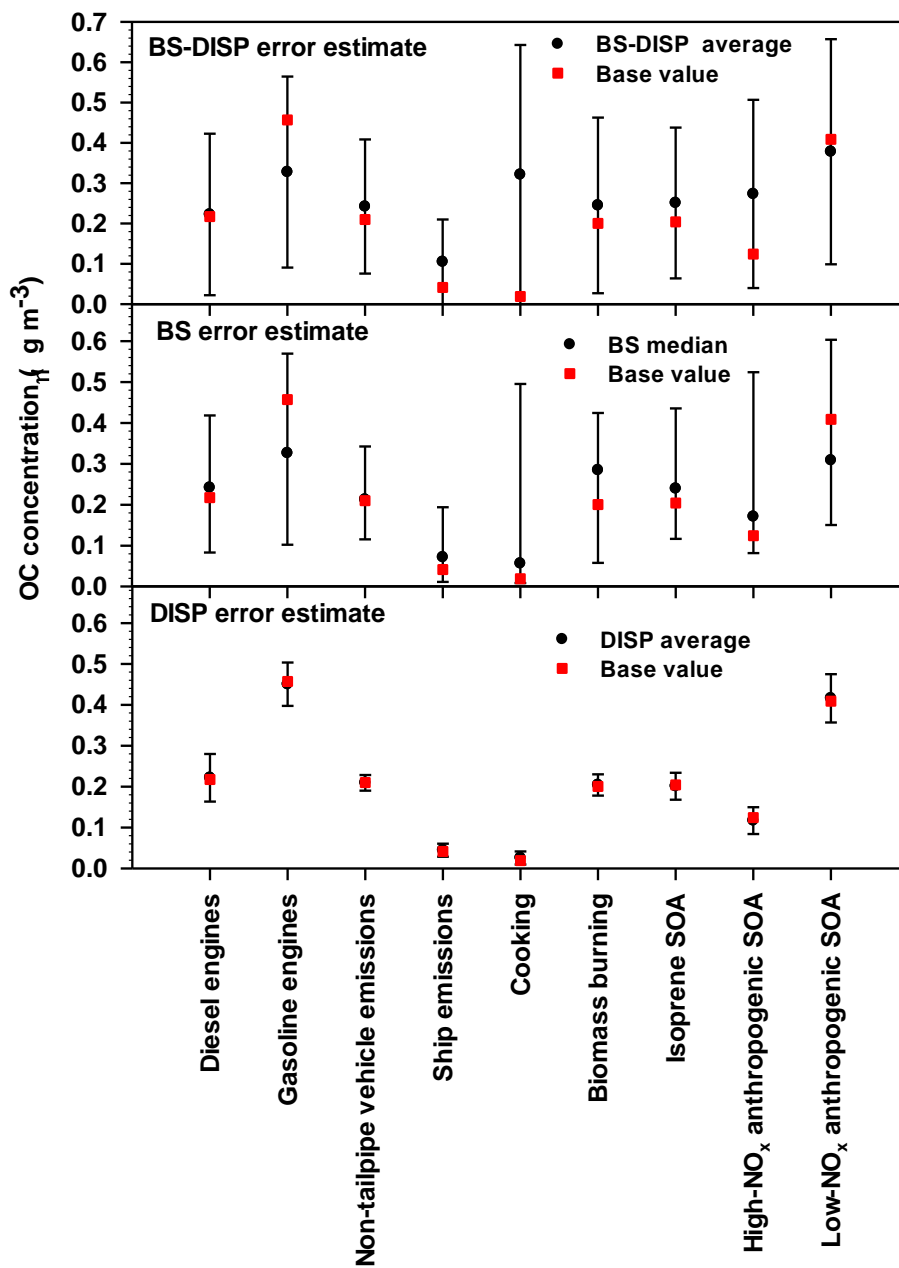 OC concentration ( g m-3)
0.7
0.6
0.5
0.4
0.3
0.2
0.1
0.0
BS-DISP error estimate
BS-DISP average
Base value
0.6
0.5
0.4
0.3
0.2
0.1
0.0
BS error estimate
BS median
Base value
0.6
0.5
0.4
0.3
0.2
0.1
0.0
DISP error estimate
DISP average
Base value
Diesel engines
Gasoline engines
Non-tailpipe vehicle emissions
Ship emissions
Cooking
Biomass burning
Isoprene SOA
High-NOx anthropogenic SOA
Low-NOx anthropogenic SOA